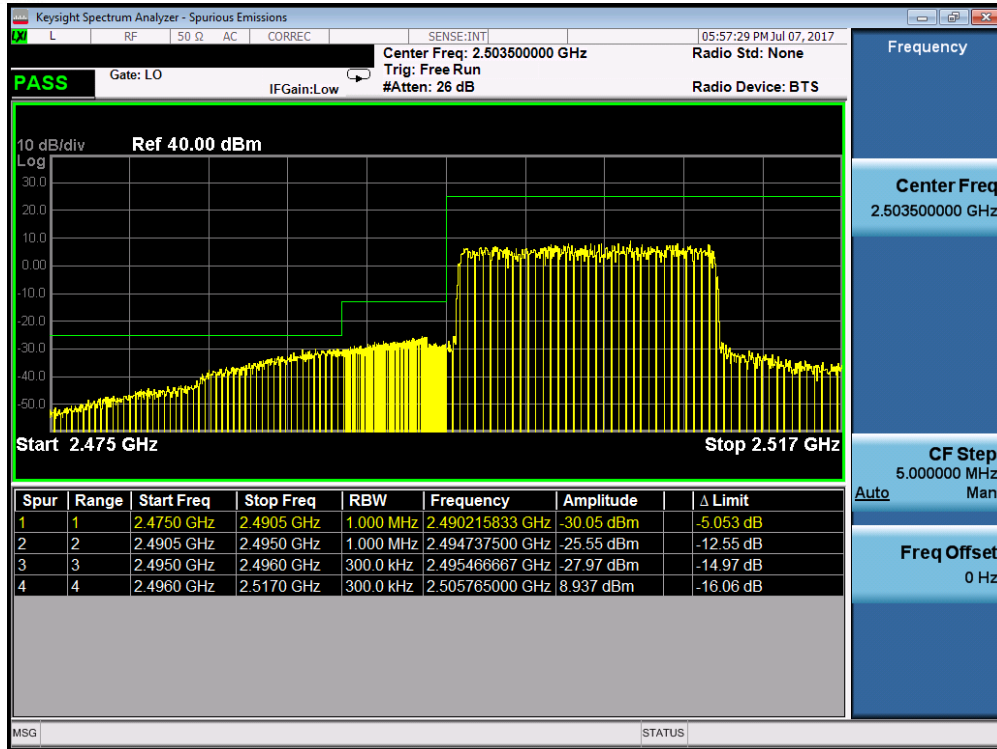 Keysight Spectrum Analyzer - Spurious Emissions
LXI L RF 50 Ω AC CORREC SENSE:INT 05:57:29 PM Jul 07, 2017
Center Freq: 2.503500000 GHz Radio Std: None
PASS Gate: LO Trig: Free Run
IFGain:Low #Atten: 26 dB Radio Device: BTS
Frequency
10 dB/div Ref 40.00 dBm
Log
30.0
20.0
10.0
0.00
-10.0
-20.0
-30.0
-40.0
-50.0
Start 2.475 GHz Stop 2.517 GHz
Center Freq
2.503500000 GHz
CF Step
5.000000 MHz
Auto Man
Freq Offset
0 Hz
Spur Range Start Freq Stop Freq RBW Frequency Amplitude Δ Limit
1 1 2.4750 GHz 2.4905 GHz 1.000 MHz 2.490215833 GHz -30.05 dBm -5.053 dB
2 2 2.4905 GHz 2.4950 GHz 1.000 MHz 2.494737500 GHz -25.55 dBm -12.55 dB
3 3 2.4950 GHz 2.4960 GHz 300.0 kHz 2.495466667 GHz -27.97 dBm -14.97 dB
4 4 2.4960 GHz 2.5170 GHz 300.0 kHz 2.505765000 GHz 8.937 dBm -16.06 dB
MSG STATUS